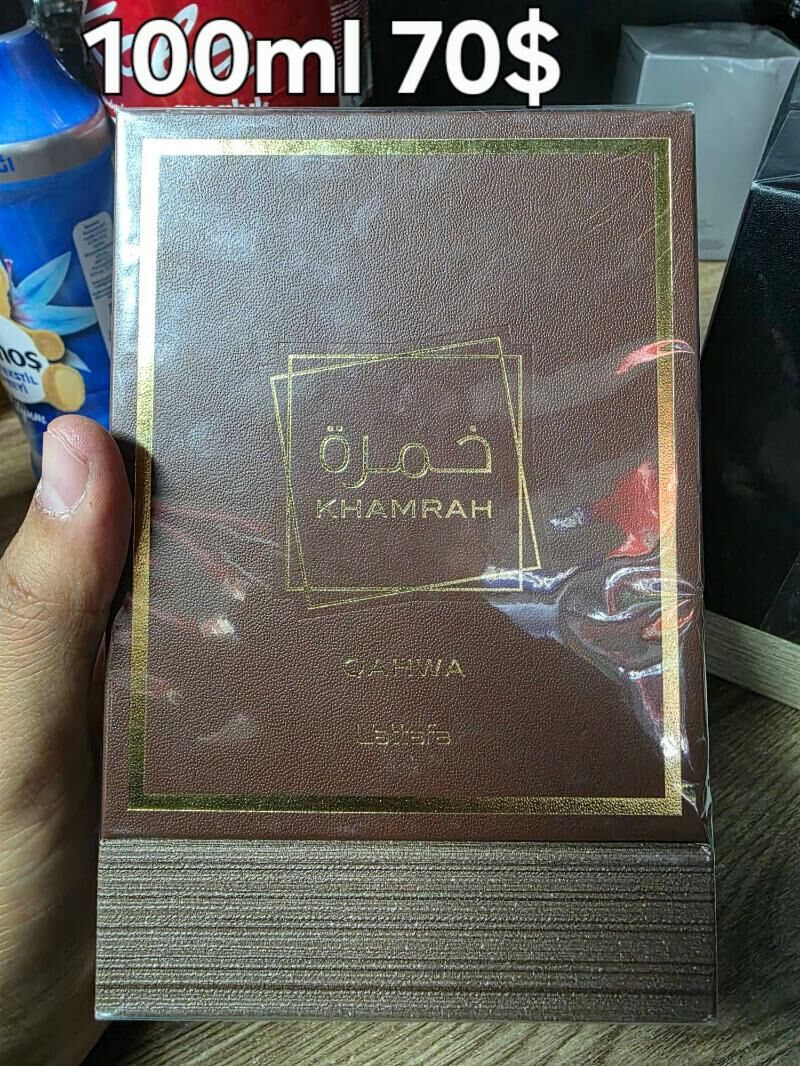 100ml 70$
خمرة
KHAMRAH
QAHWA
Lattafa